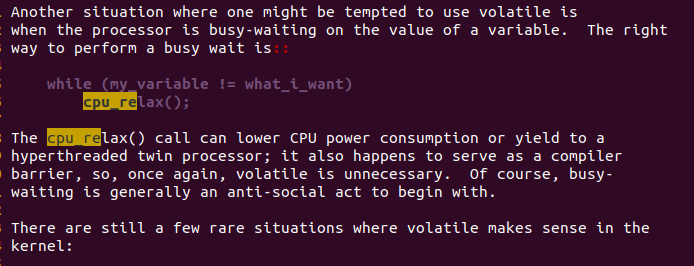 Another situation where one might be tempted to use volatile is
when the processor is busy-waiting on the value of a variable.  The right
way to perform a busy wait is::
while (my_variable != what_i_want)
cpu_relax();
The cpu_relax() call can lower CPU power consumption or yield to a
hyperthreaded twin processor; it also happens to serve as a compiler
barrier, so, once again, volatile is unnecessary.  Of course, busy-
waiting is generally an anti-social act to begin with.
There are still a few rare situations where volatile makes sense in the
kernel: